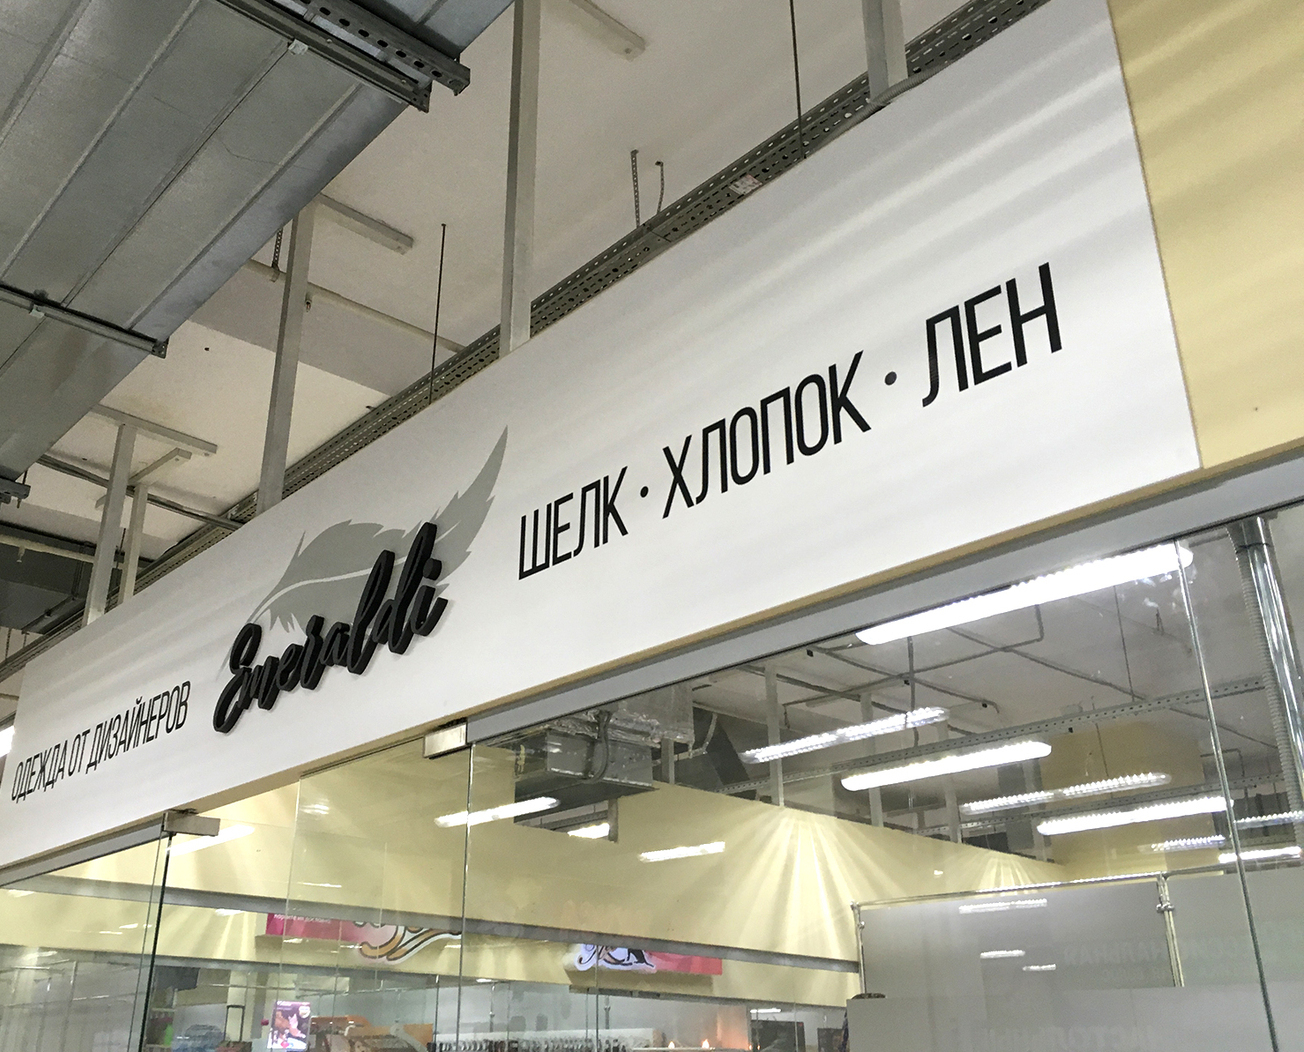 ОДЕЖДА ОТ ДИЗАЙНЕРОВ
Emeraldi
ШЕЛК · ХЛОПОК · ЛЕН